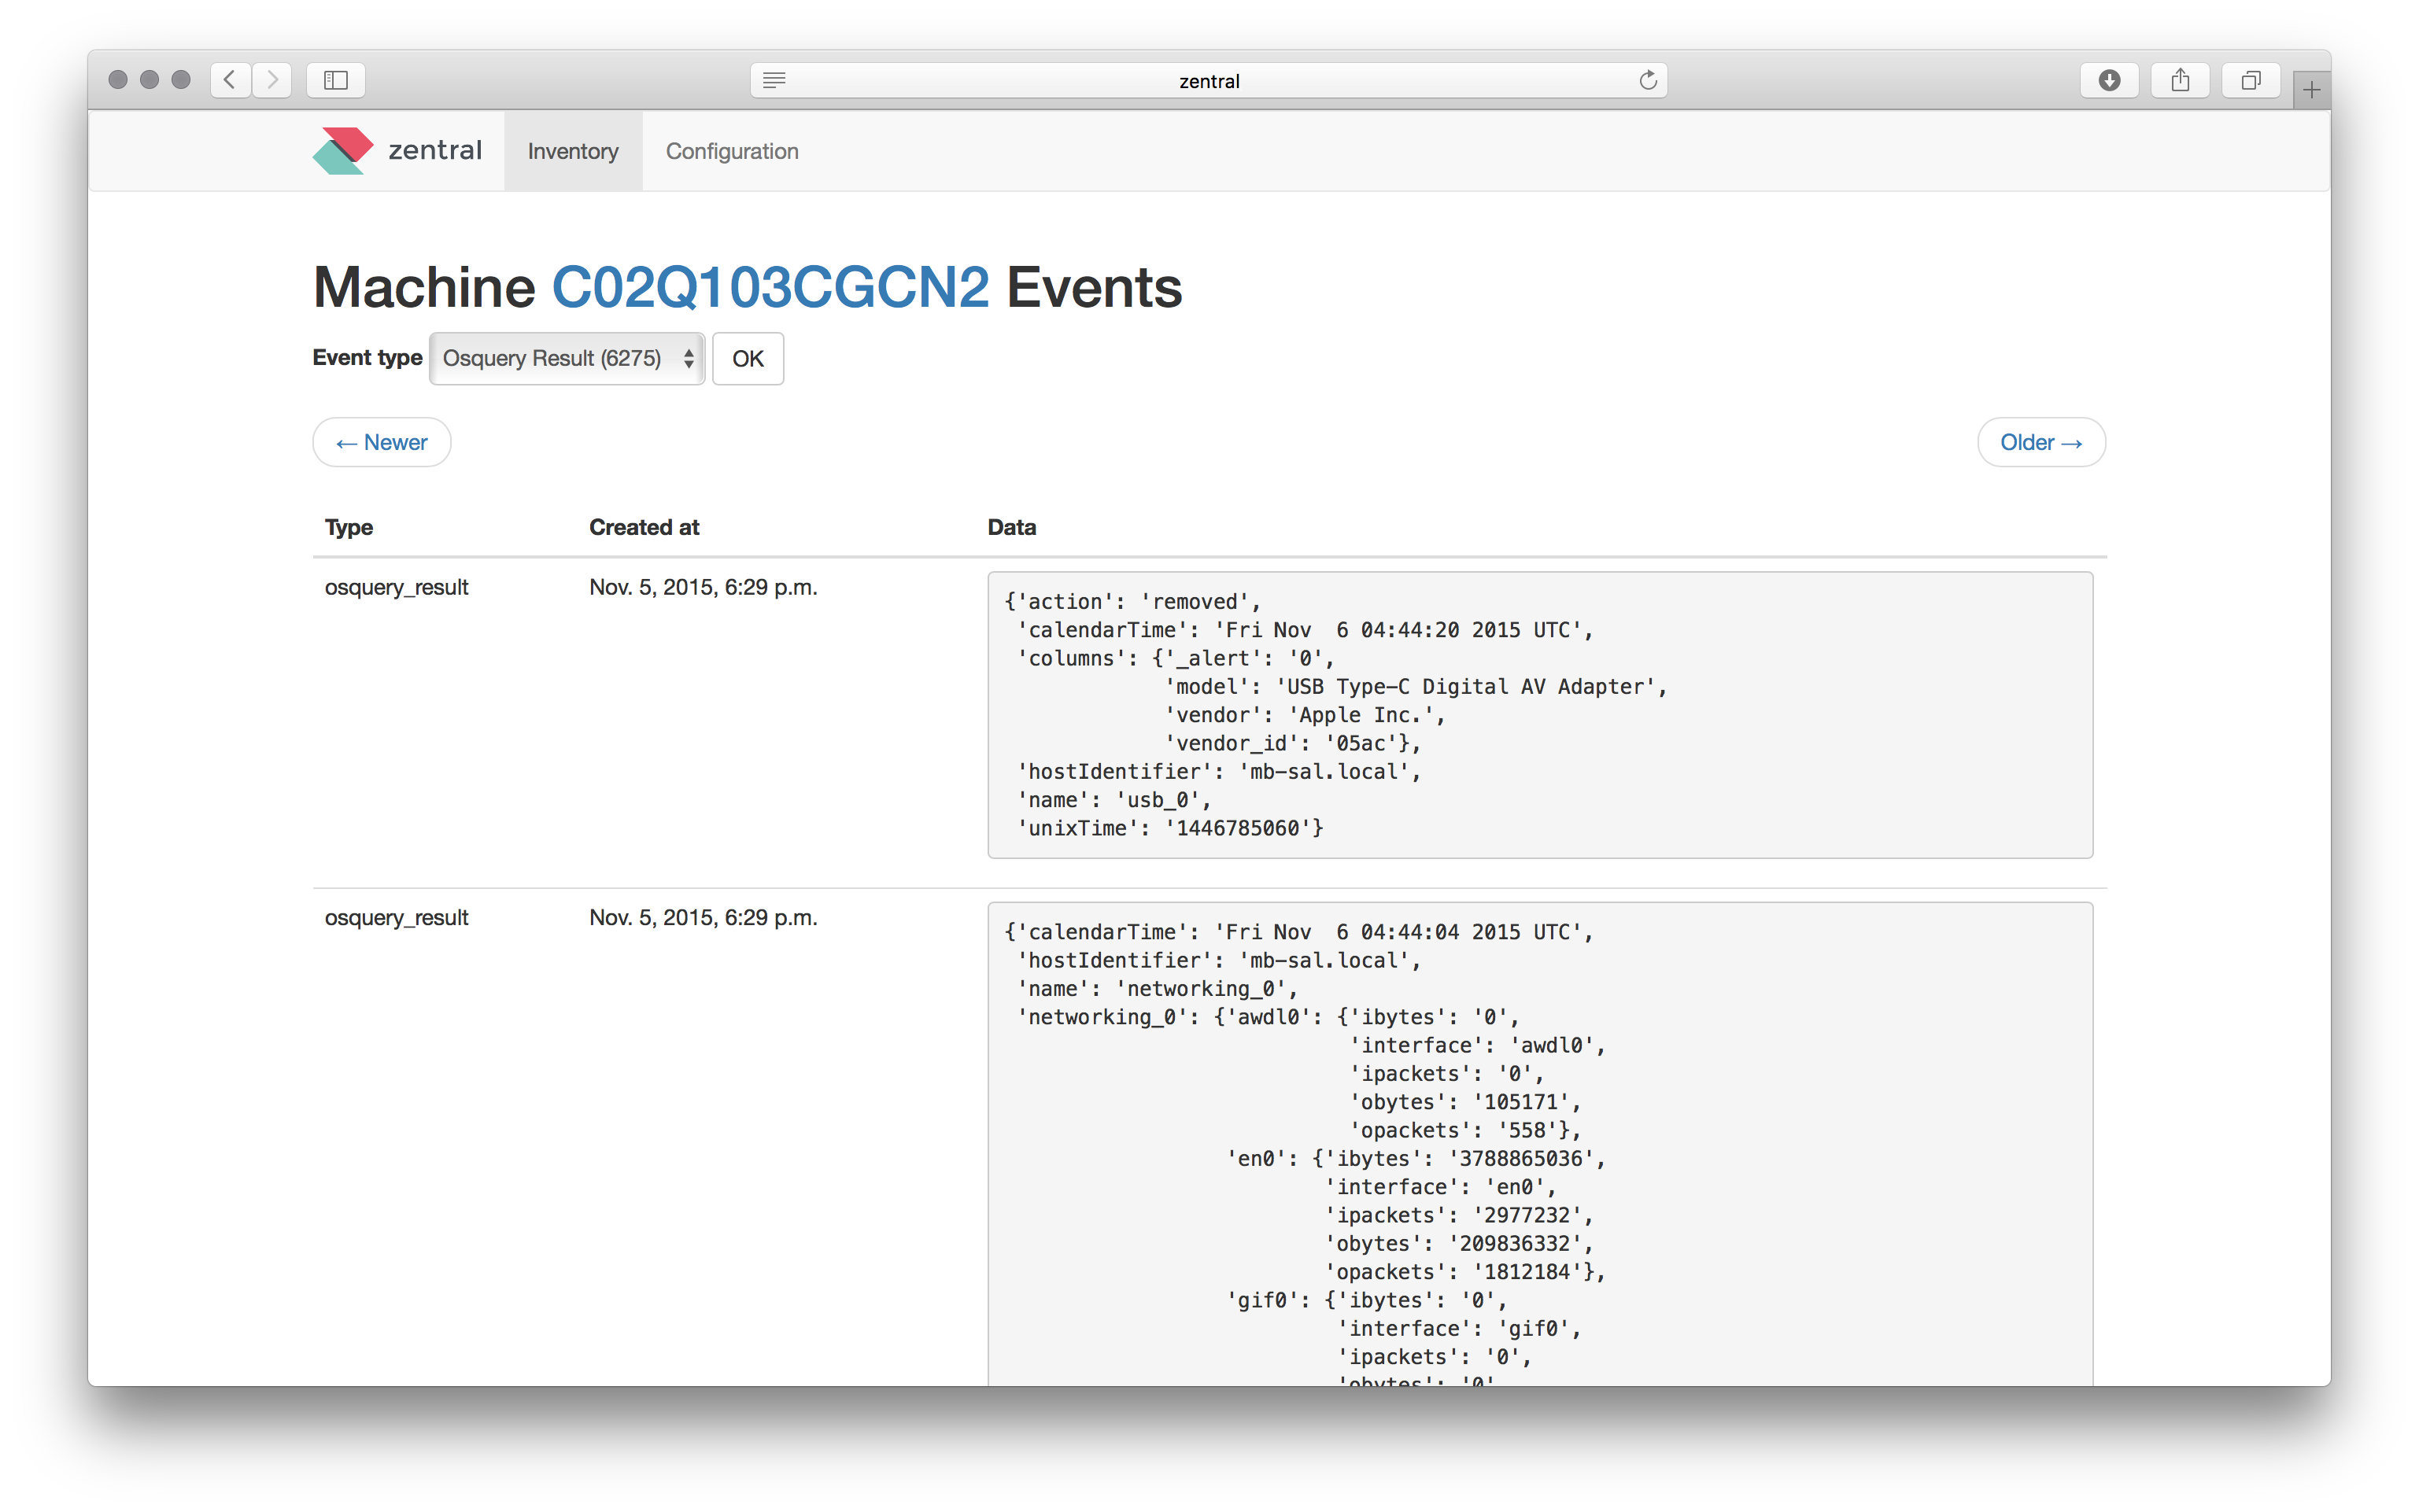 zentral
zentral
Inventory
Configuration
Machine C02Q103CGCN2 Events
Event type Osquery Result (6275) OK
← Newer
Older →
Type Created at Data
osquery_result Nov. 5, 2015, 6:29 p.m.
{'action': 'removed',
 'calendarTime': 'Fri Nov  6 04:44:20 2015 UTC',
 'columns': {'_alert': '0',
             'model': 'USB Type-C Digital AV Adapter',
             'vendor': 'Apple Inc.',
             'vendor_id': '05ac'},
 'hostIdentifier': 'mb-sal.local',
 'name': 'usb_0',
 'unixTime': '1446785060'}
osquery_result Nov. 5, 2015, 6:29 p.m.
{'calendarTime': 'Fri Nov  6 04:44:04 2015 UTC',
 'hostIdentifier': 'mb-sal.local',
 'name': 'networking_0',
 'networking_0': {'awdl0': {'ibytes': '0',
                            'interface': 'awdl0',
                            'ipackets': '0',
                            'obytes': '105171',
                            'opackets': '558'},
                  'en0': {'ibytes': '3788865036',
                          'interface': 'en0',
                          'ipackets': '2977232',
                          'obytes': '209836332',
                          'opackets': '1812184'},
                  'gif0': {'ibytes': '0',
                           'interface': 'gif0',
                           'ipackets': '0',
                           'obytes': '0'